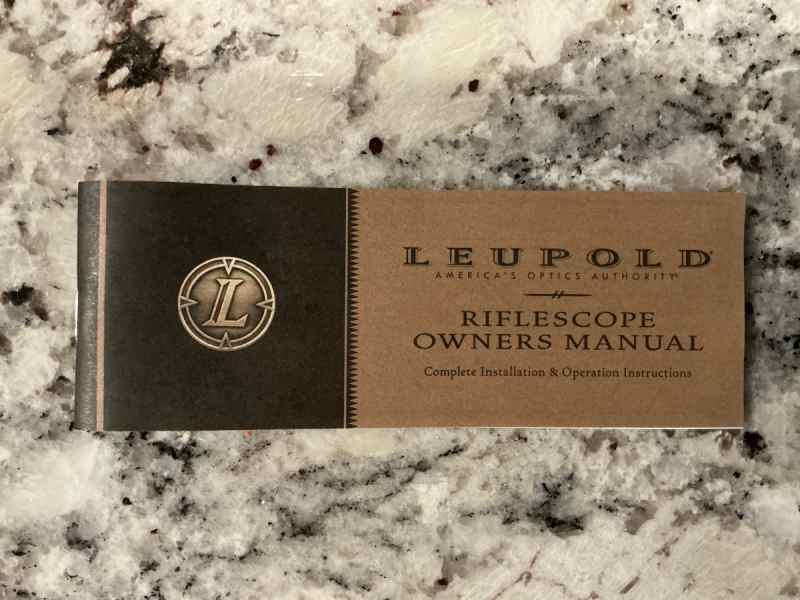 L
LEUPOLD®
AMERICA'S OPTICS AUTHORITY®
RIFLESCOPE
OWNERS MANUAL
Complete Installation & Operation Instructions